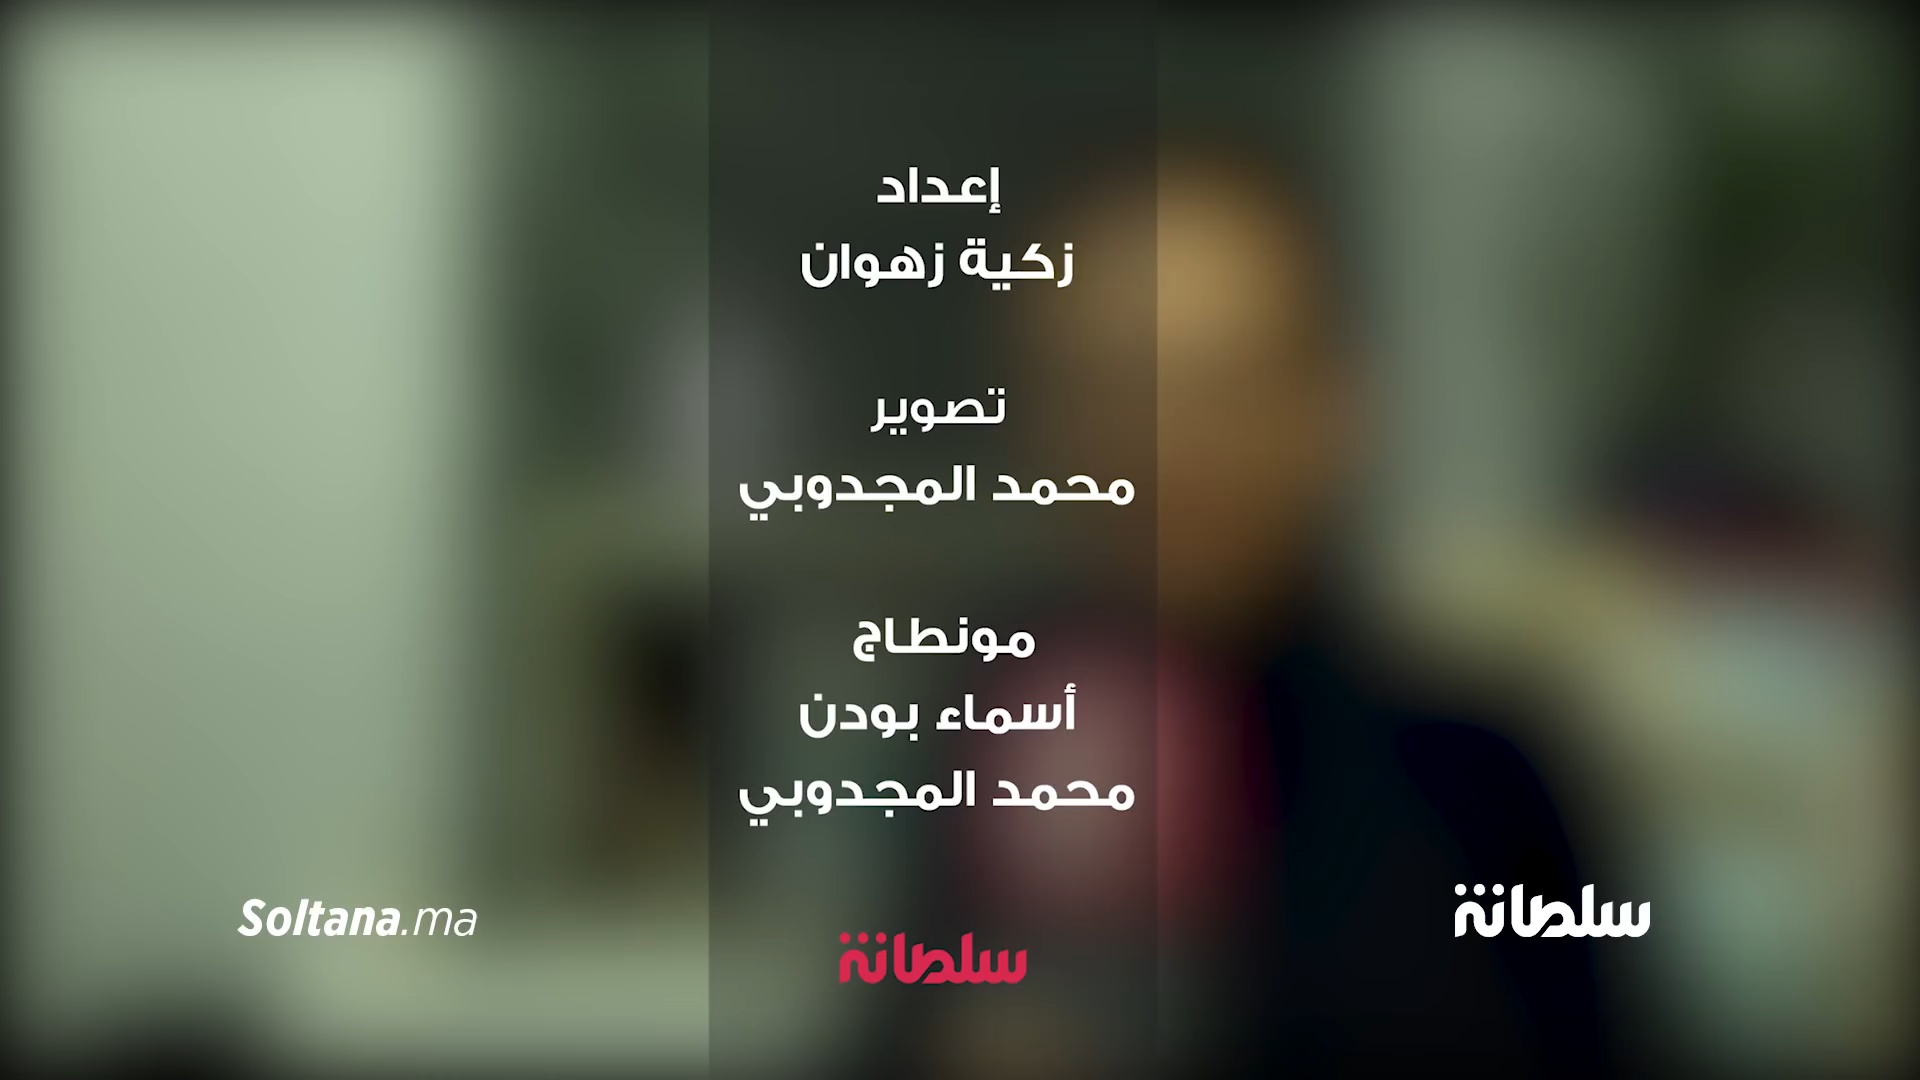 إعداد
زكية زهوان
تصوير
محمد المجدوبي
مونطاج
أسماء بودن
محمد المجدوبي
Soltana.ma
سلطانة
سلطانة